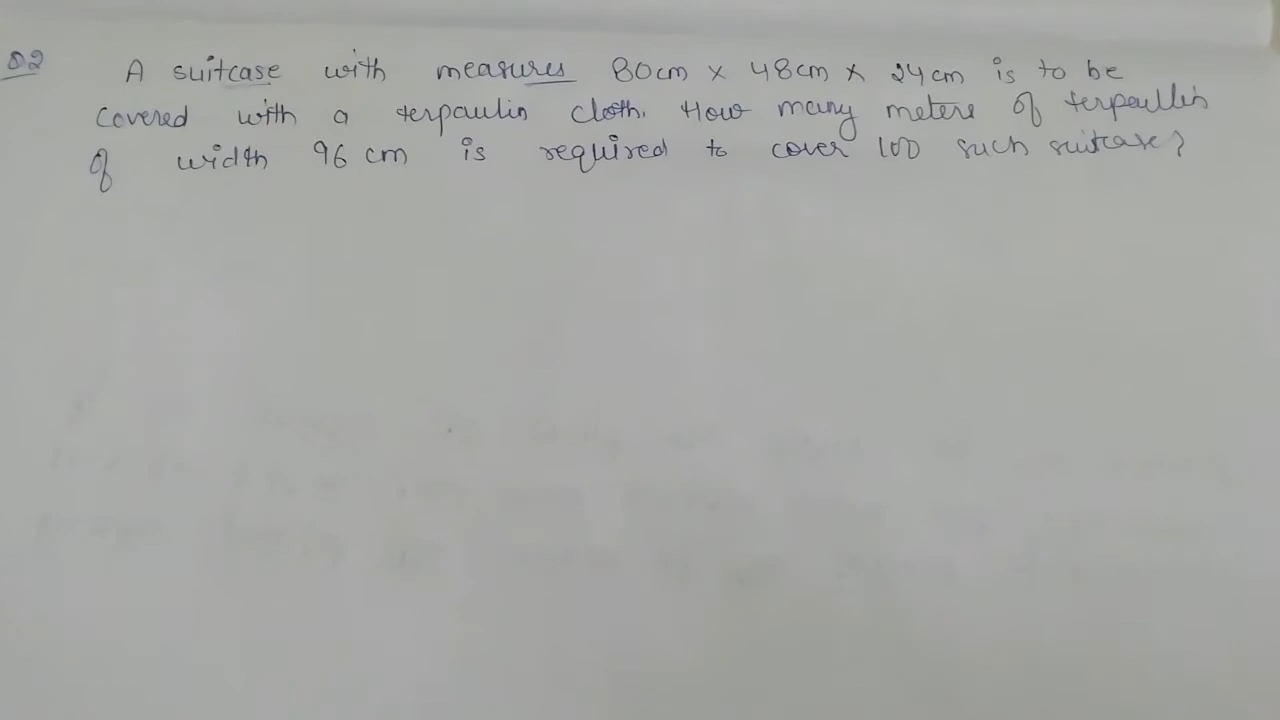 Q2 A suitcase with measures 80cm × 48cm × 24cm is to be
covered with a terpaulin cloth. How many metere of terpaullin
of width 96 cm is required to cover 100 such suitcase?